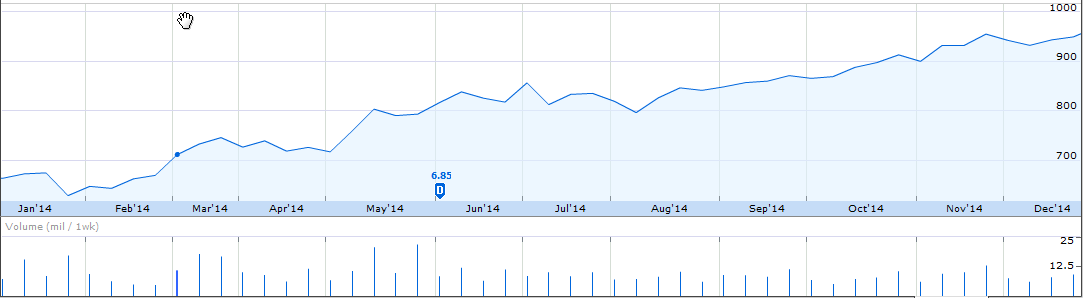 1000
900
800
700
6.85
D
Jan'14 Feb'14 Mar'14 Apr'14 May'14 Jun'14 Jul'14 Aug'14 Sep'14 Oct'14 Nov'14 Dec'14
Volume (mil / 1wk)
25
12.5